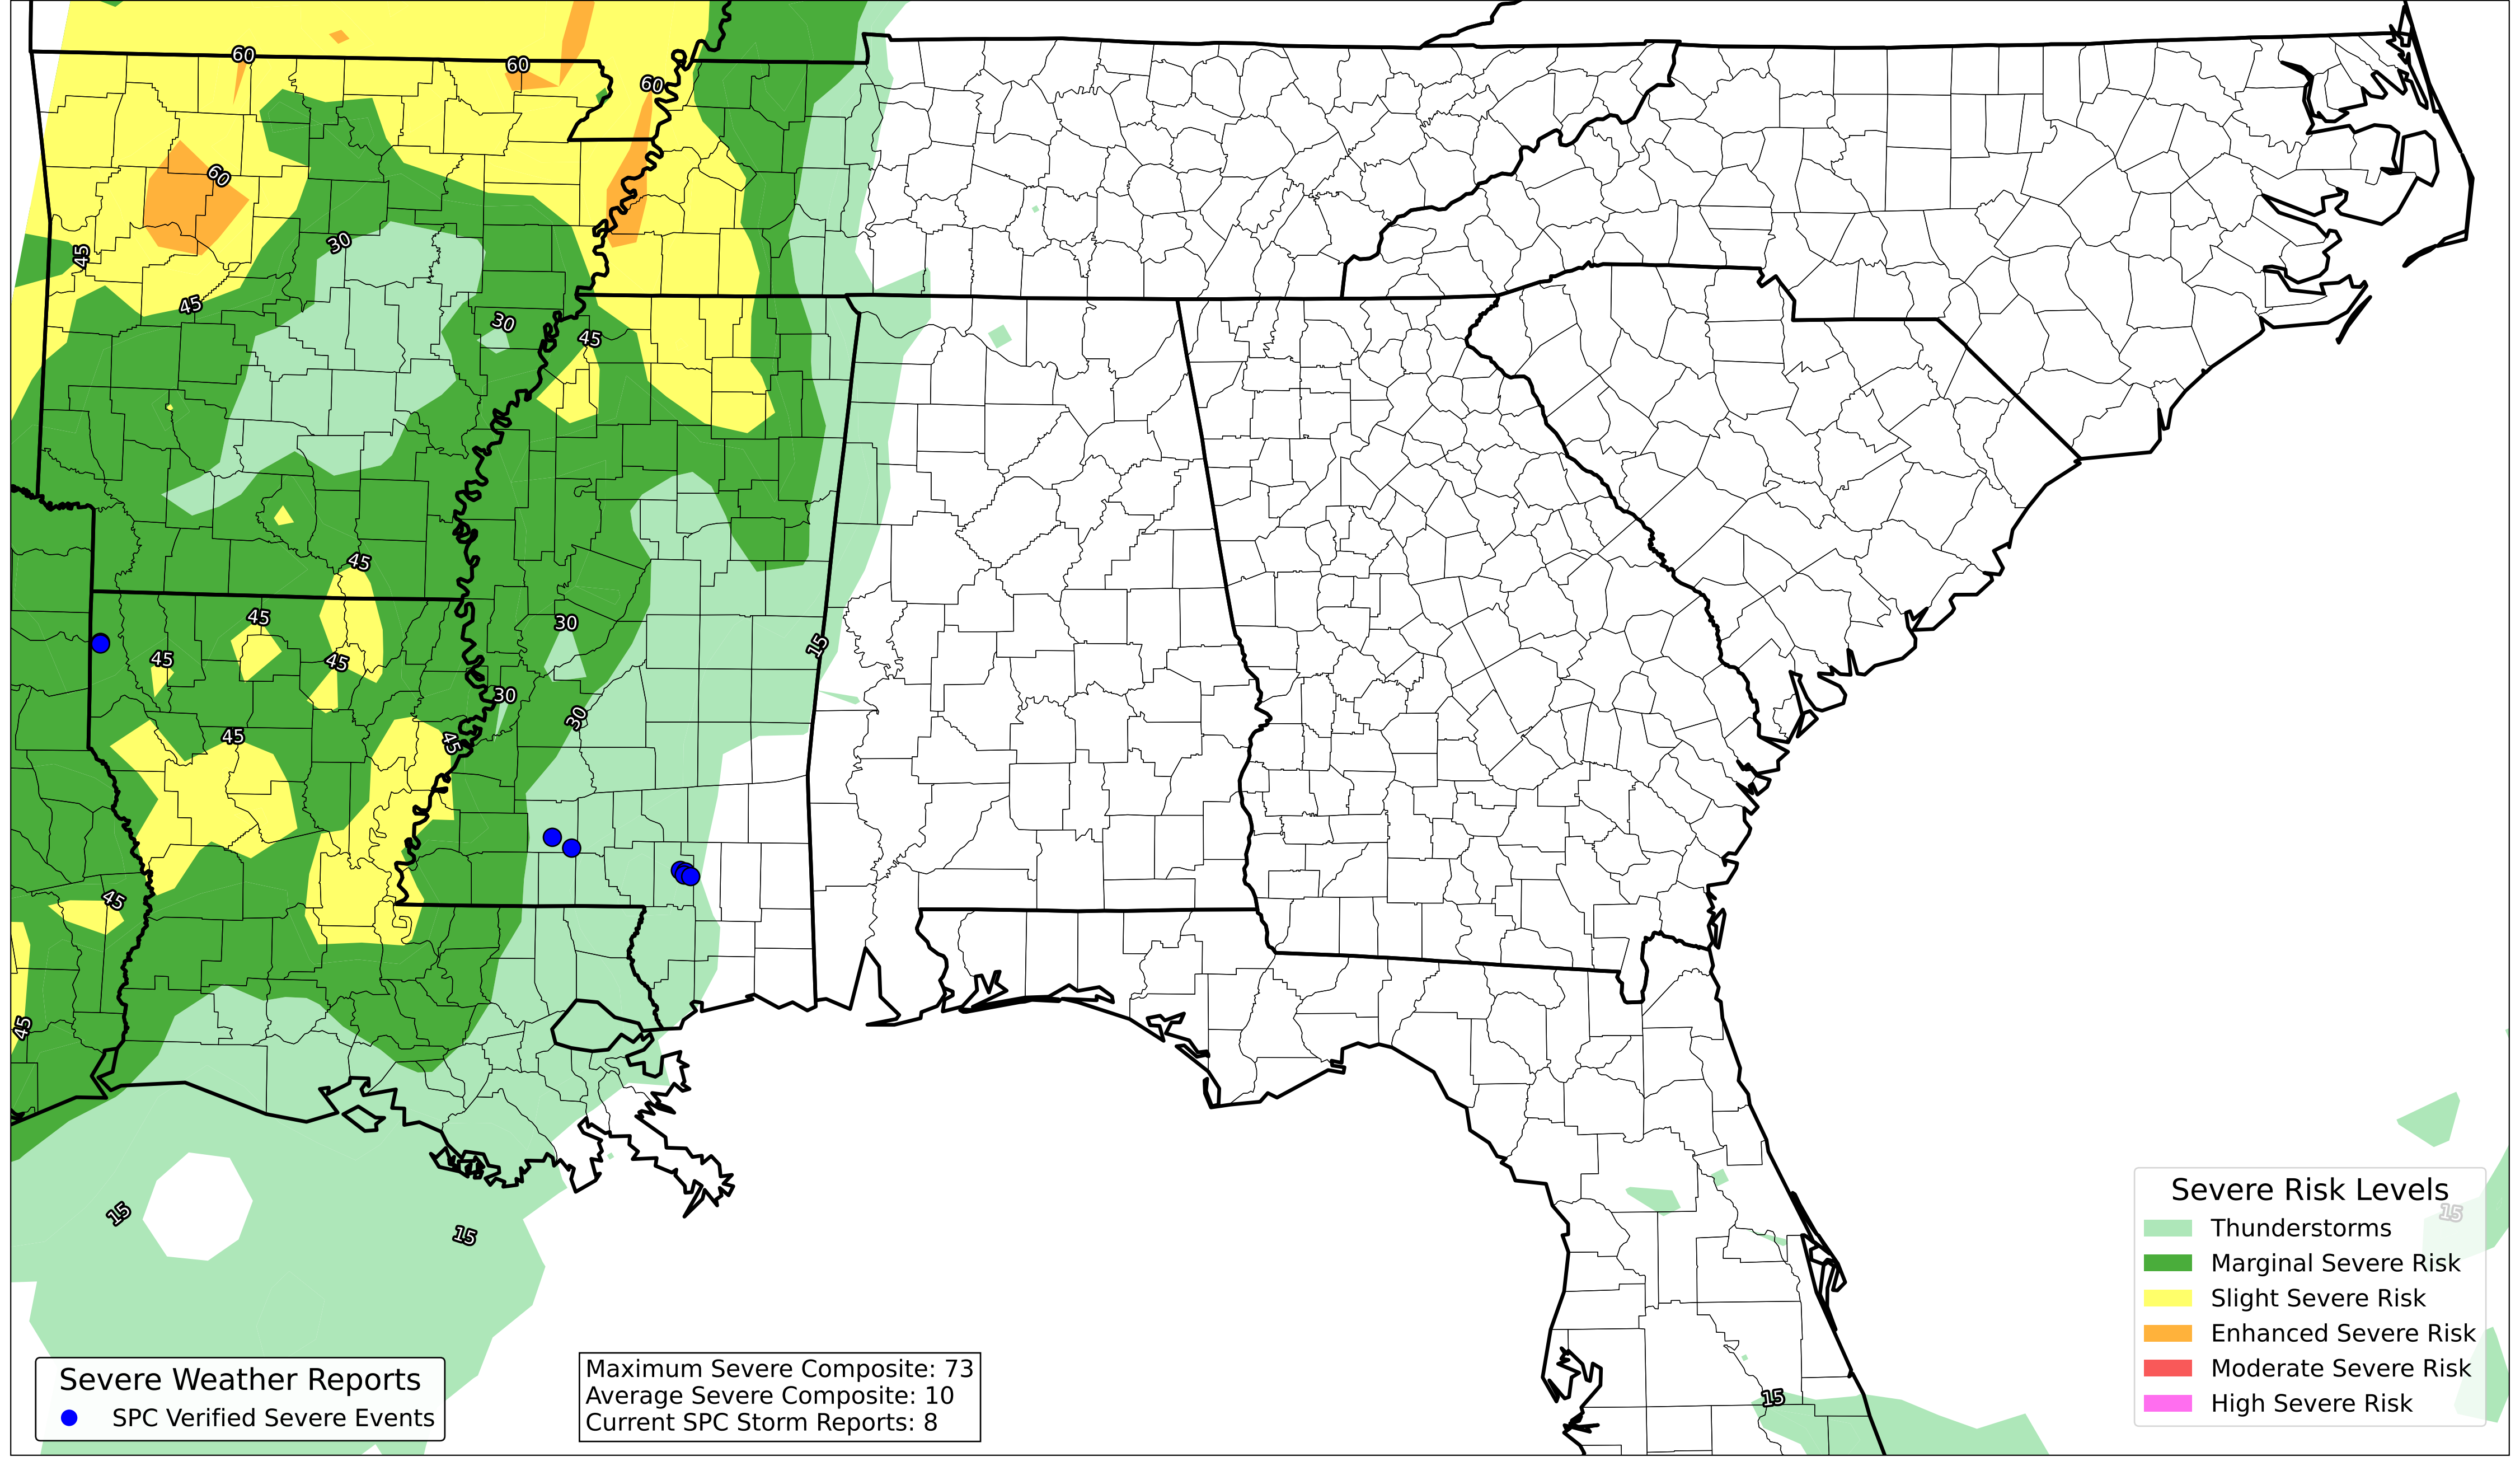 60
60
60
60
45
30
45
30
45
45
45
30
45
45
15
30
30
45
45
45
45
15
15
15
15
Severe Risk Levels
Thunderstorms
Marginal Severe Risk
Slight Severe Risk
Enhanced Severe Risk
Moderate Severe Risk
High Severe Risk
Severe Weather Reports
SPC Verified Severe Events
Maximum Severe Composite: 73
Average Severe Composite: 10
Current SPC Storm Reports: 8